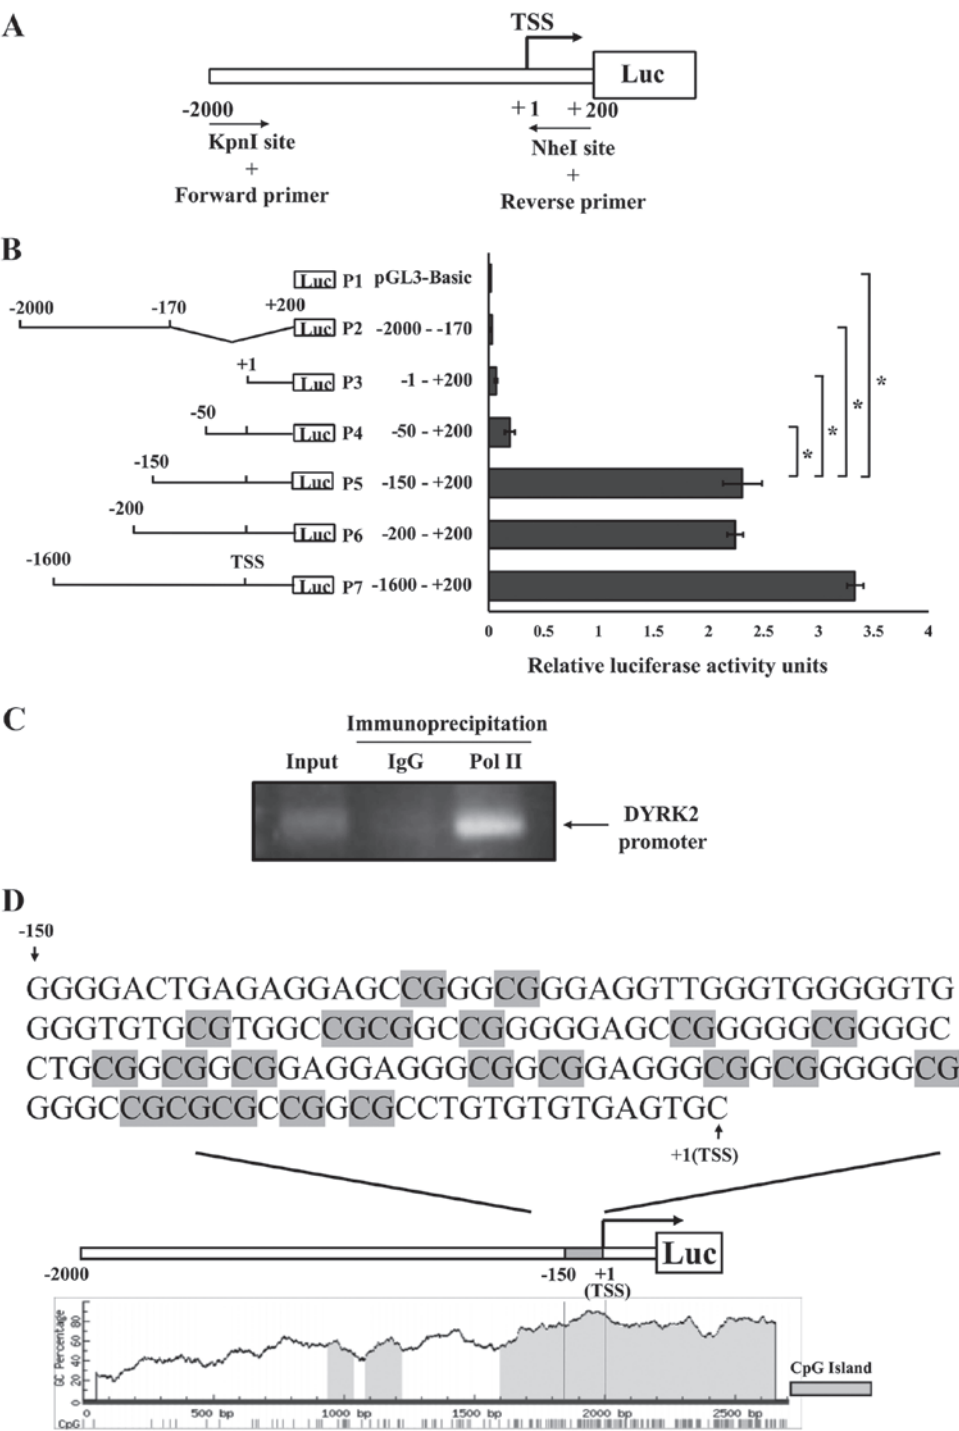 A
TSS
Luc
-2000
+1
+200
KpnI site
+
Forward primer
NheI site
+
Reverse primer
B
Luc P1 pGL3-Basic
-2000 -170 +200
Luc P2 -2000 - -170
+1
Luc P3 -1 - +200
-50
Luc P4 -50 - +200
-150
Luc P5 -150 - +200
-200
Luc P6 -200 - +200
-1600 TSS
Luc P7 -1600 - +200
*
*
*
*
0 0.5 1 1.5 2 2.5 3 3.5 4
Relative luciferase activity units
C
Immunoprecipitation
Input IgG Pol II
DYRK2
promoter
D
-150
GGGGACTGAGAGGAGCCGGGCGGGAGGTTGGGTGGGGGTG
GGGTGTGCGTGGCCGCGGCCGGGGGAGCCGGGGGCGGGGC
CTGCGGCGGCGGAGGAGGGCGGCGGAGGGCGGCGGGGGCG
GGGCCGCGCGCCGGCGCCTGTGTGTGAGTGC
+1(TSS)
Luc
-2000 -150 +1
(TSS)
GC Percentage
80
60
40
20
0
0 500 bp 1000 bp 1500 bp 2000 bp 2500 bp
CpG
CpG Island